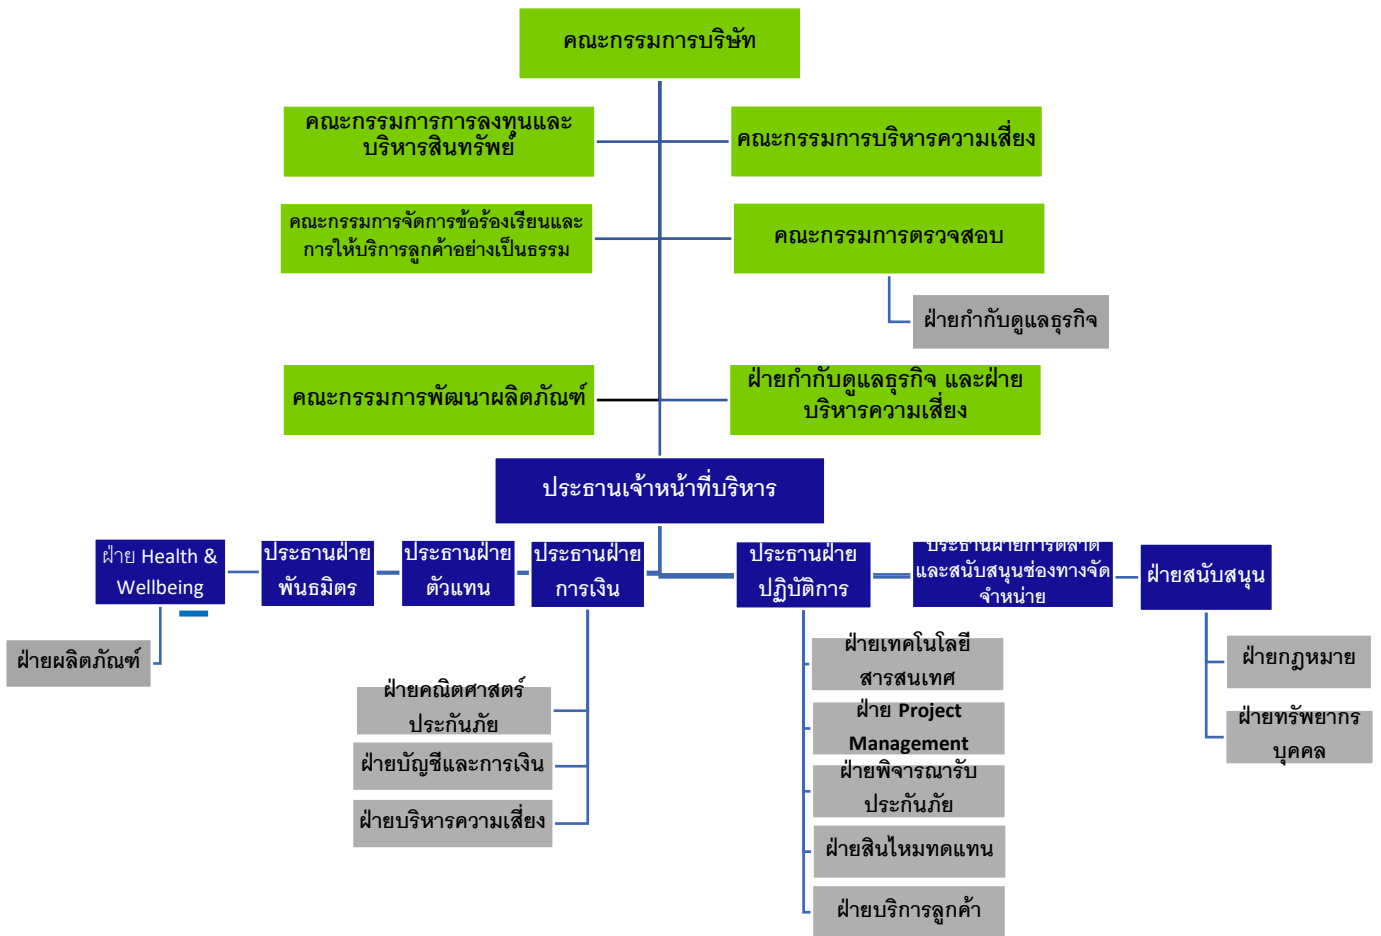 คณะกรรมการบริษัท
คณะกรรมการการลงทุนและ
บริหารสินทรัพย์
คณะกรรมการบริหารความเสี่ยง
คณะกรรมการจัดการข้อร้องเรียนและ
การให้บริการลูกค้าอย่างเป็นธรรม
คณะกรรมการตรวจสอบ
ฝ่ายกำกับดูแลธุรกิจ
คณะกรรมการพัฒนาผลิตภัณฑ์
ฝ่ายกำกับดูแลธุรกิจ และฝ่าย
บริหารความเสี่ยง
ประธานเจ้าหน้าที่บริหาร
ฝ่าย Health &
Wellbeing
ประธานฝ่าย
พันธมิตร
ประธานฝ่าย
ตัวแทน
ประธานฝ่าย
การเงิน
ประธานฝ่าย
ปฏิบัติการ
ประธานฝ่ายการตลาด
และสนับสนุนช่องทางจัด
จำหน่าย
ฝ่ายสนับสนุน
ฝ่ายผลิตภัณฑ์
ฝ่ายคณิตศาสตร์
ประกันภัย
ฝ่ายบัญชีและการเงิน
ฝ่ายบริหารความเสี่ยง
ฝ่ายเทคโนโลยี
สารสนเทศ
ฝ่าย Project
Management
ฝ่ายพิจารณารับ
ประกันภัย
ฝ่ายสินไหมทดแทน
ฝ่ายบริการลูกค้า
ฝ่ายกฎหมาย
ฝ่ายทรัพยากร
บุคคล